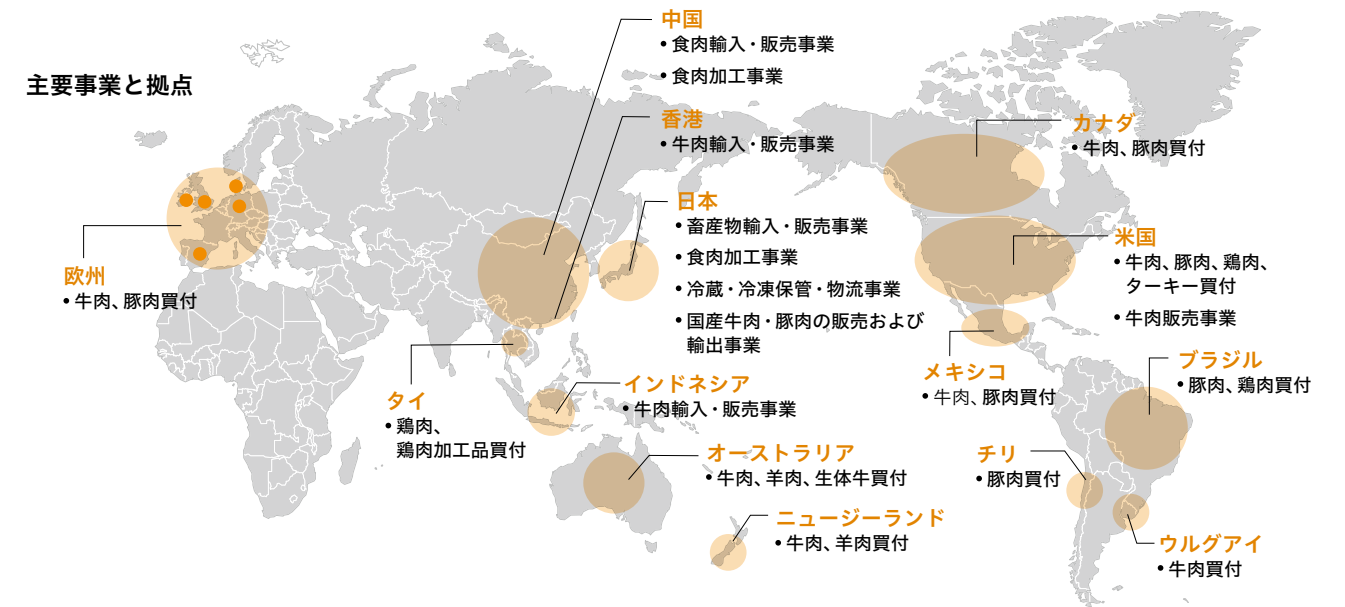 主要事業と拠点
中国
• 食肉輸入・販売事業
• 食肉加工事業
香港
• 牛肉輸入・販売事業
日本
• 畜産物輸入・販売事業
• 食肉加工事業
• 冷蔵・冷凍保管・物流事業
• 国産牛肉・豚肉の販売および
輸出事業
カナダ
• 牛肉、豚肉買付
米国
• 牛肉、豚肉、鶏肉、
ターキー買付
• 牛肉販売事業
欧州
• 牛肉、豚肉買付
タイ
• 鶏肉、
鶏肉加工品買付
インドネシア
• 牛肉輸入・販売事業
オーストラリア
• 牛肉、羊肉、生体牛買付
ニュージーランド
• 牛肉、羊肉買付
メキシコ
• 牛肉、豚肉買付
ブラジル
• 豚肉、鶏肉買付
チリ
• 豚肉買付
ウルグアイ
• 牛肉買付